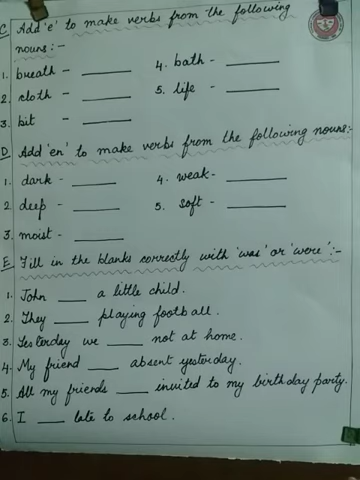 C. Add 'e' to make verbs from the following
nouns :-
1. breath - ______ 4. bath - ______
2. cloth - ______ 5. life - ______
3. bit - ______
D Add 'en' to make verbs from the following nouns:-
1. dark - ______ 4. weak- ______
2 deep - ______ 5. soft - ______
3. moist - ______
E Fill in the blanks correctly with 'was' or 'were' :-
1. John ____ a little child.
2. They ____ playing football.
3. Yesterday we ____ not at home.
4. My friend ____ absent yesterday.
5. All my friends ____ invited to my birthday party.
6. I ____ late to school.